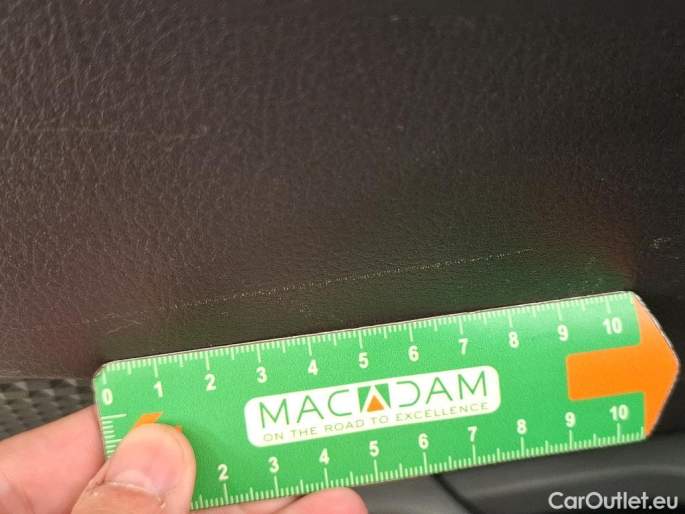 0 1 2 3 4 5 6 7 8 9 10
MACADAM
ON THE ROAD TO EXCELLENCE
2 3 4 5 6 7 8 9 10
CarOutlet.eu